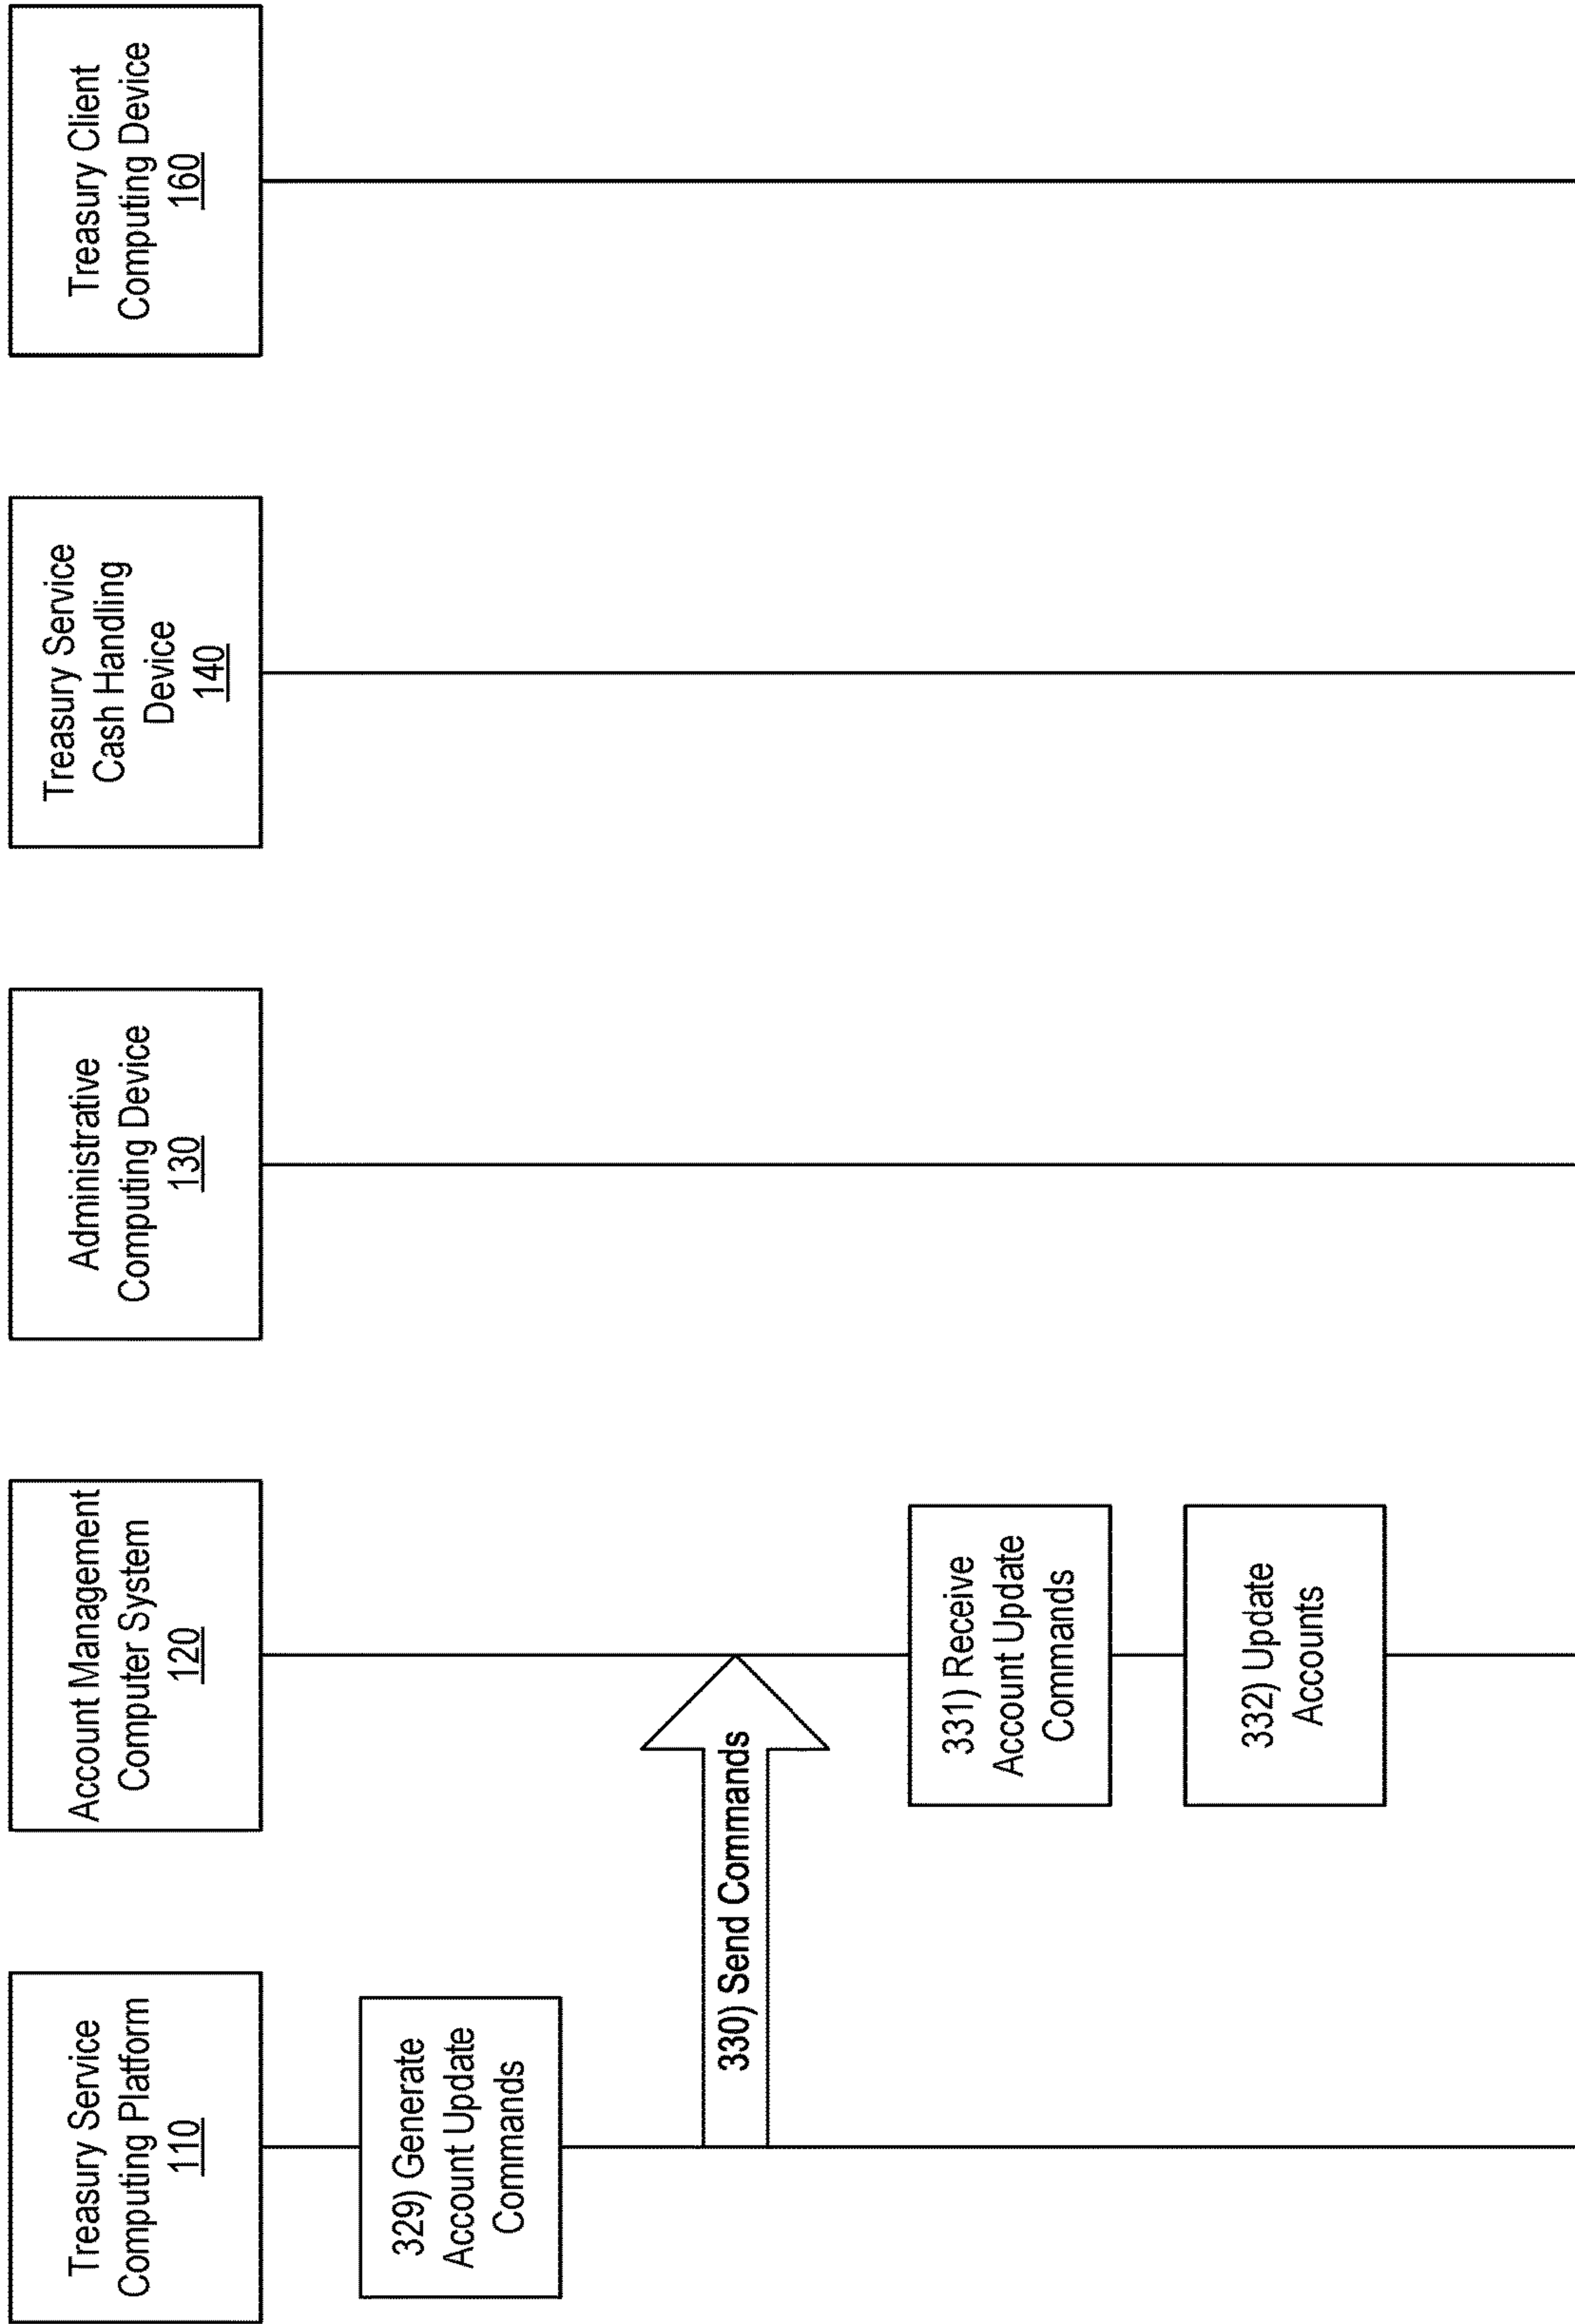 Treasury Service
Computing Platform
110
Account Management
Computer System
120
Administrative
Computing Device
130
Treasury Service
Cash Handling
Device
140
Treasury Client
Computing Device
160
329) Generate
Account Update
Commands
330) Send Commands
331) Receive
Account Update
Commands
332) Update
Accounts